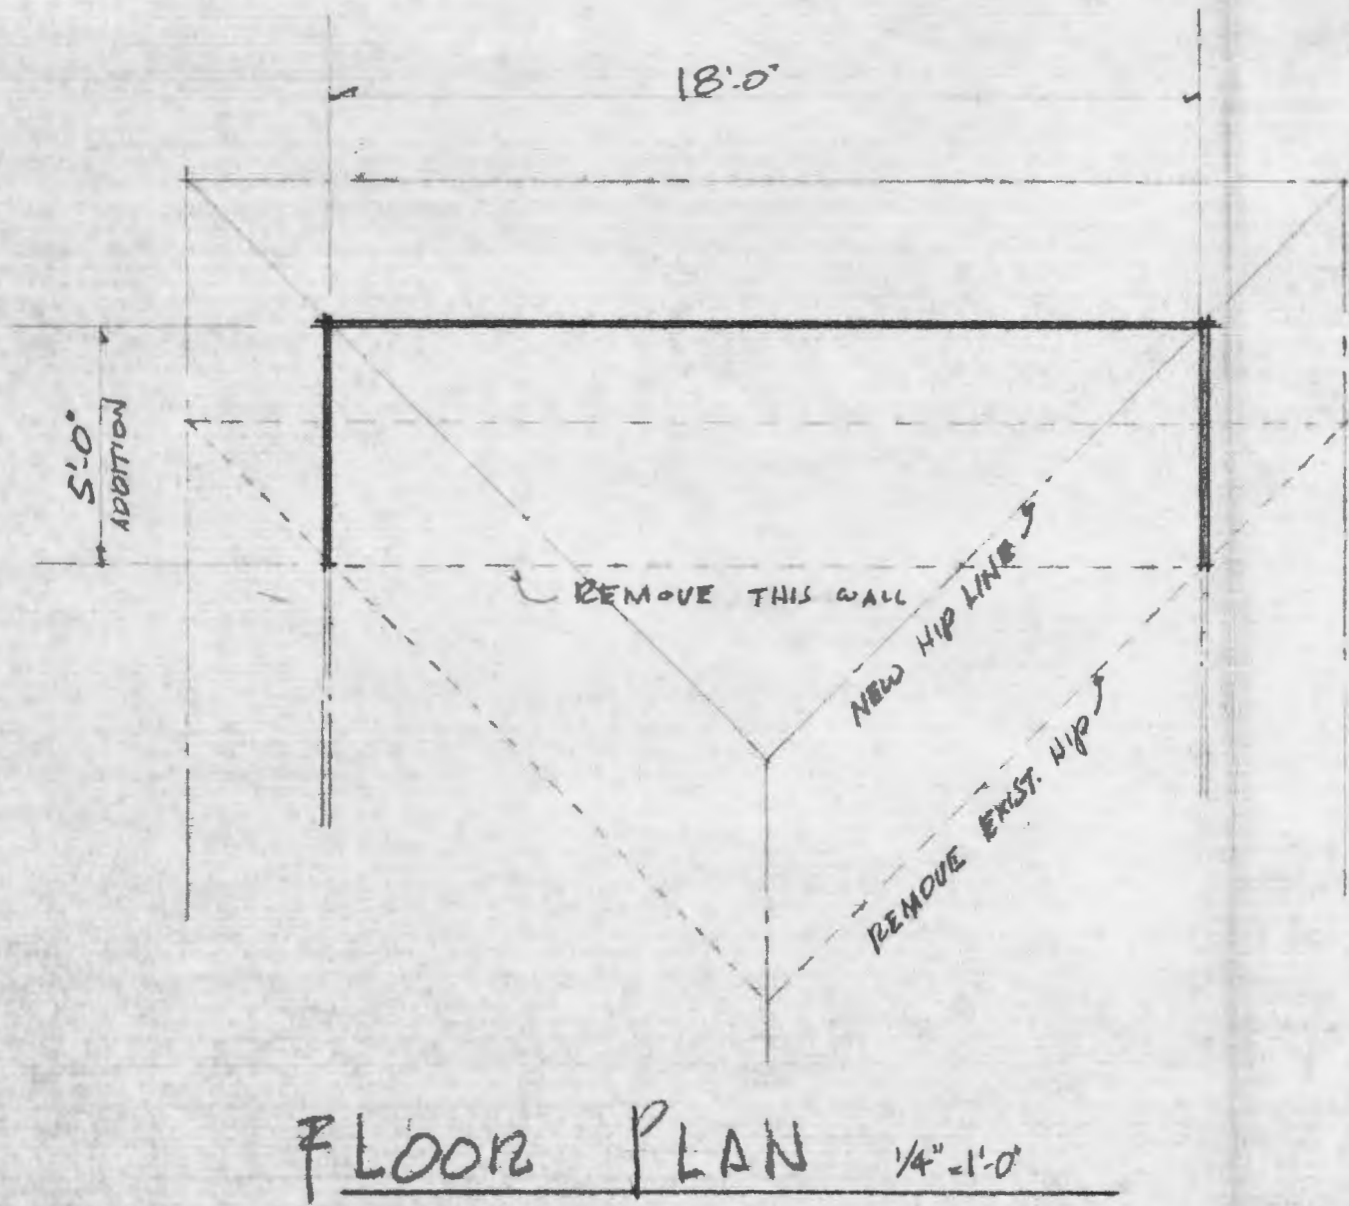 18'-0"
5'-0"
ADDITION
REMOVE THIS WALL
NEW HIP LINE
REMOVE EXIST. HIP
FLOOR PLAN 1/4"=1'-0"